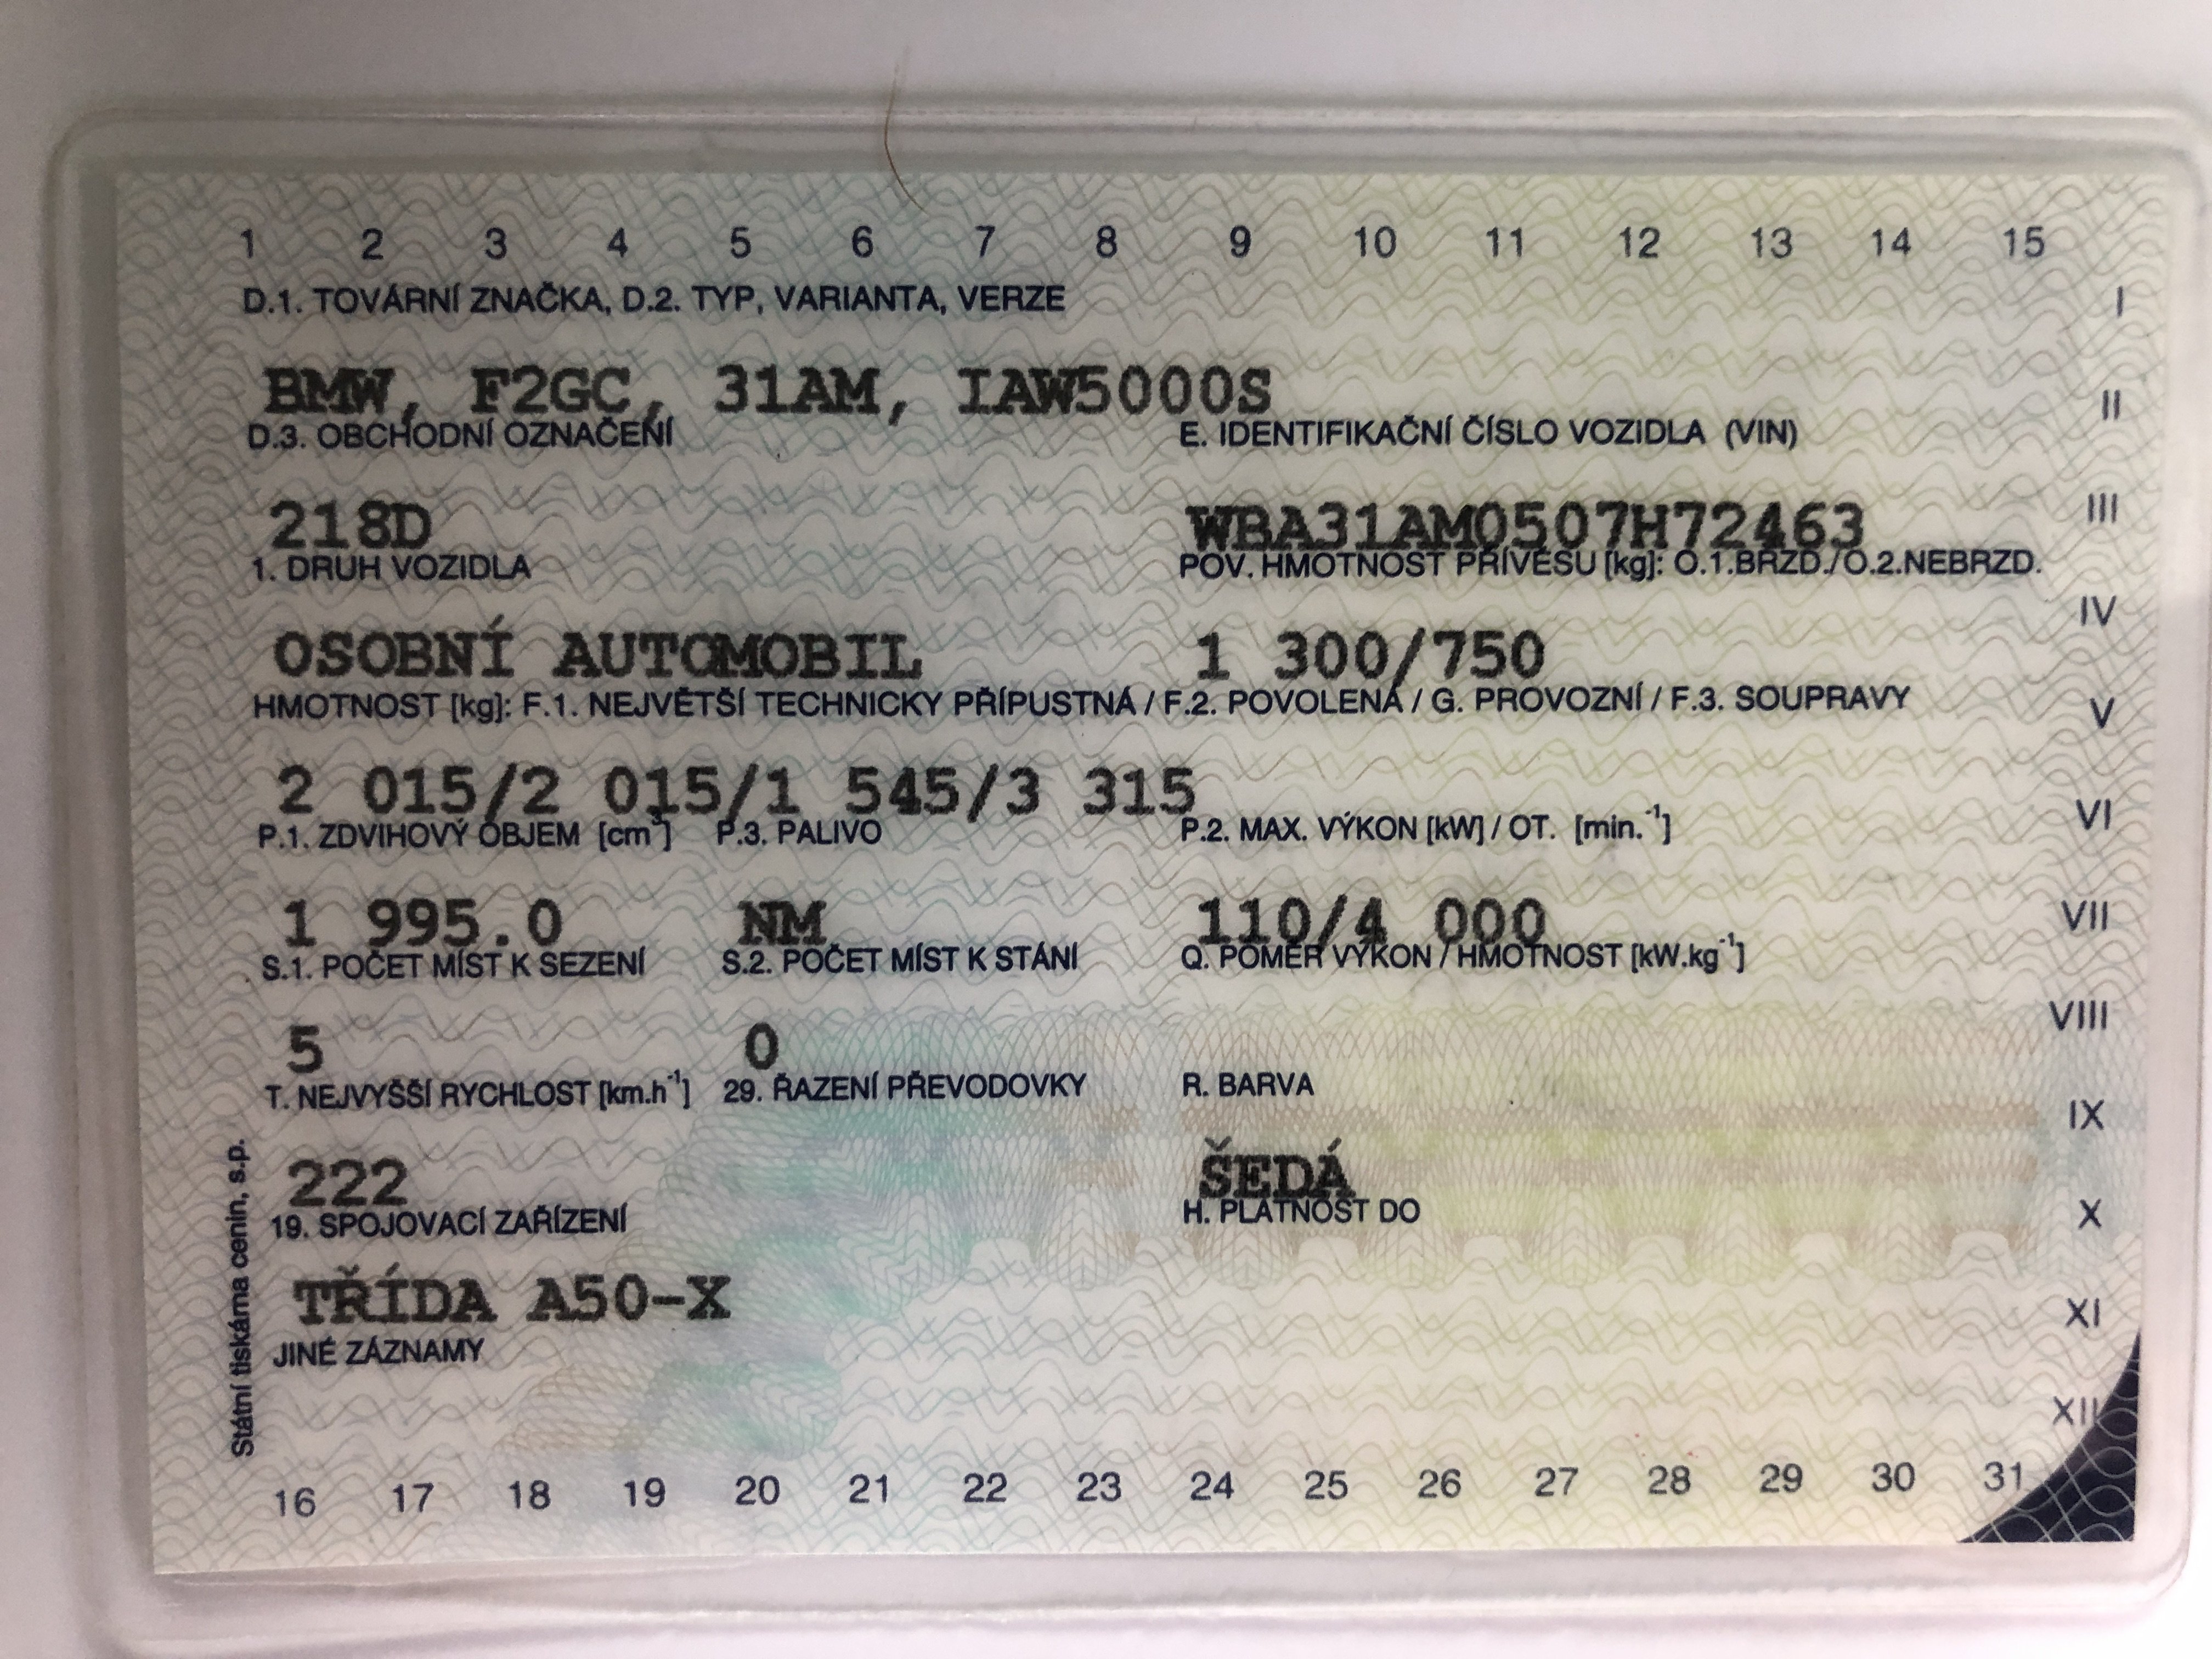 1 2 3 4 5 6 7 8 9 10 11 12 13 14 15
D.1. TOVÁRNÍ ZNAČKA, D.2. TYP, VARIANTA, VERZE
I
BMW, F2GC, 31AM, IAW5000S
II
D.3. OBCHODNÍ OZNAČENÍ E. IDENTIFIKAČNÍ ČÍSLO VOZIDLA (VIN)
218D WBA31AM0507H72463
III
1. DRUH VOZIDLA POV. HMOTNOST PŘÍVĚSU [kg]: O.1.BRZD./O.2.NEBRZD.
IV
OSOBNÍ AUTOMOBIL 1 300/750
HMOTNOST [kg]: F.1. NEJVĚTŠÍ TECHNICKY PŘÍPUSTNÁ / F.2. POVOLENÁ / G. PROVOZNÍ / F.3. SOUPRAVY
V
2 015/2 015/1 545/3 315
VI
P.1. ZDVIHOVÝ OBJEM [cm³] P.3. PALIVO P.2. MAX. VÝKON [kW] / OT. [min.⁻¹]
1 995.0 NM 110/4 000
VII
S.1. POČET MÍST K SEZENÍ S.2. POČET MÍST K STÁNÍ Q. POMĚR VÝKON / HMOTNOST [kW.kg⁻¹]
VIII
5 0
T. NEJVYŠŠÍ RYCHLOST [km.h⁻¹] 29. ŘAZENÍ PŘEVODOVKY R. BARVA
IX
222 ŠEDÁ
19. SPOJOVACÍ ZAŘÍZENÍ H. PLATNOST DO
X
TŘÍDA A50-X
XI
JINÉ ZÁZNAMY
XII
Státní tiskárna cenin, s.p.
16 17 18 19 20 21 22 23 24 25 26 27 28 29 30 31